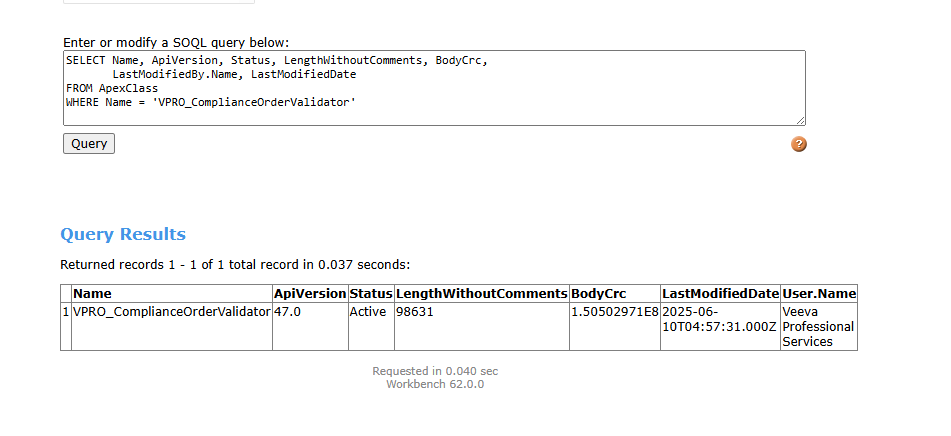 Enter or modify a SOQL query below:
SELECT Name, ApiVersion, Status, LengthWithoutComments, BodyCrc,
       LastModifiedBy.Name, LastModifiedDate
FROM ApexClass
WHERE Name = 'VPRO_ComplianceOrderValidator'
Query
?
Query Results
Returned records 1 - 1 of 1 total record in 0.037 seconds:
Name ApiVersion Status LengthWithoutComments BodyCrc LastModifiedDate User.Name
1 VPRO_ComplianceOrderValidator 47.0 Active 98631 1.50502971E8 2025-06- Veeva
10T04:57:31.000Z Professional
Services
Requested in 0.040 sec
Workbench 62.0.0